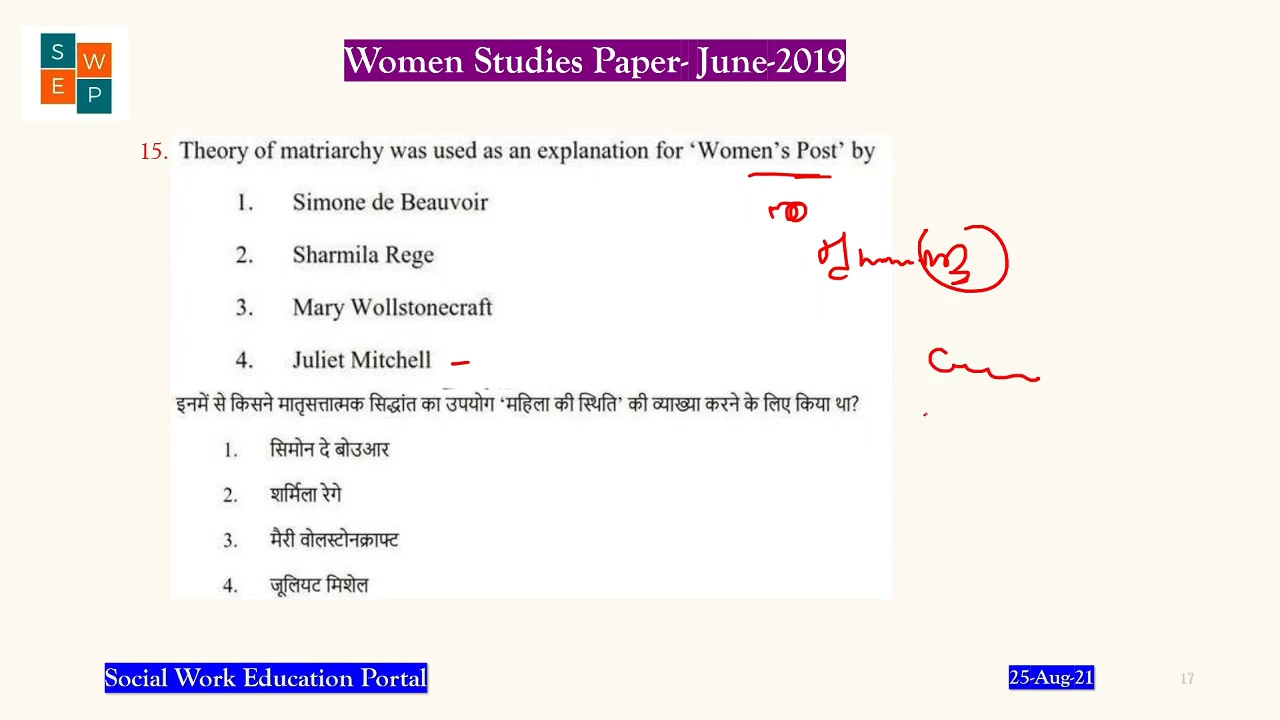 S
W
E
P
Women Studies Paper- June-2019
15. Theory of matriarchy was used as an explanation for ‘Women’s Post’ by
1. Simone de Beauvoir
2. Sharmila Rege
3. Mary Wollstonecraft
4. Juliet Mitchell
इनमें से किसने मातृसत्तात्मक सिद्धांत का उपयोग ‘महिला की स्थिति’ की व्याख्या करने के लिए किया था?
1. सिमोन दे बोउआर
2. शर्मिला रेगे
3. मैरी वोलस्टोनक्राफ्ट
4. जूलियट मिशेल
Social Work Education Portal
25-Aug-21
17